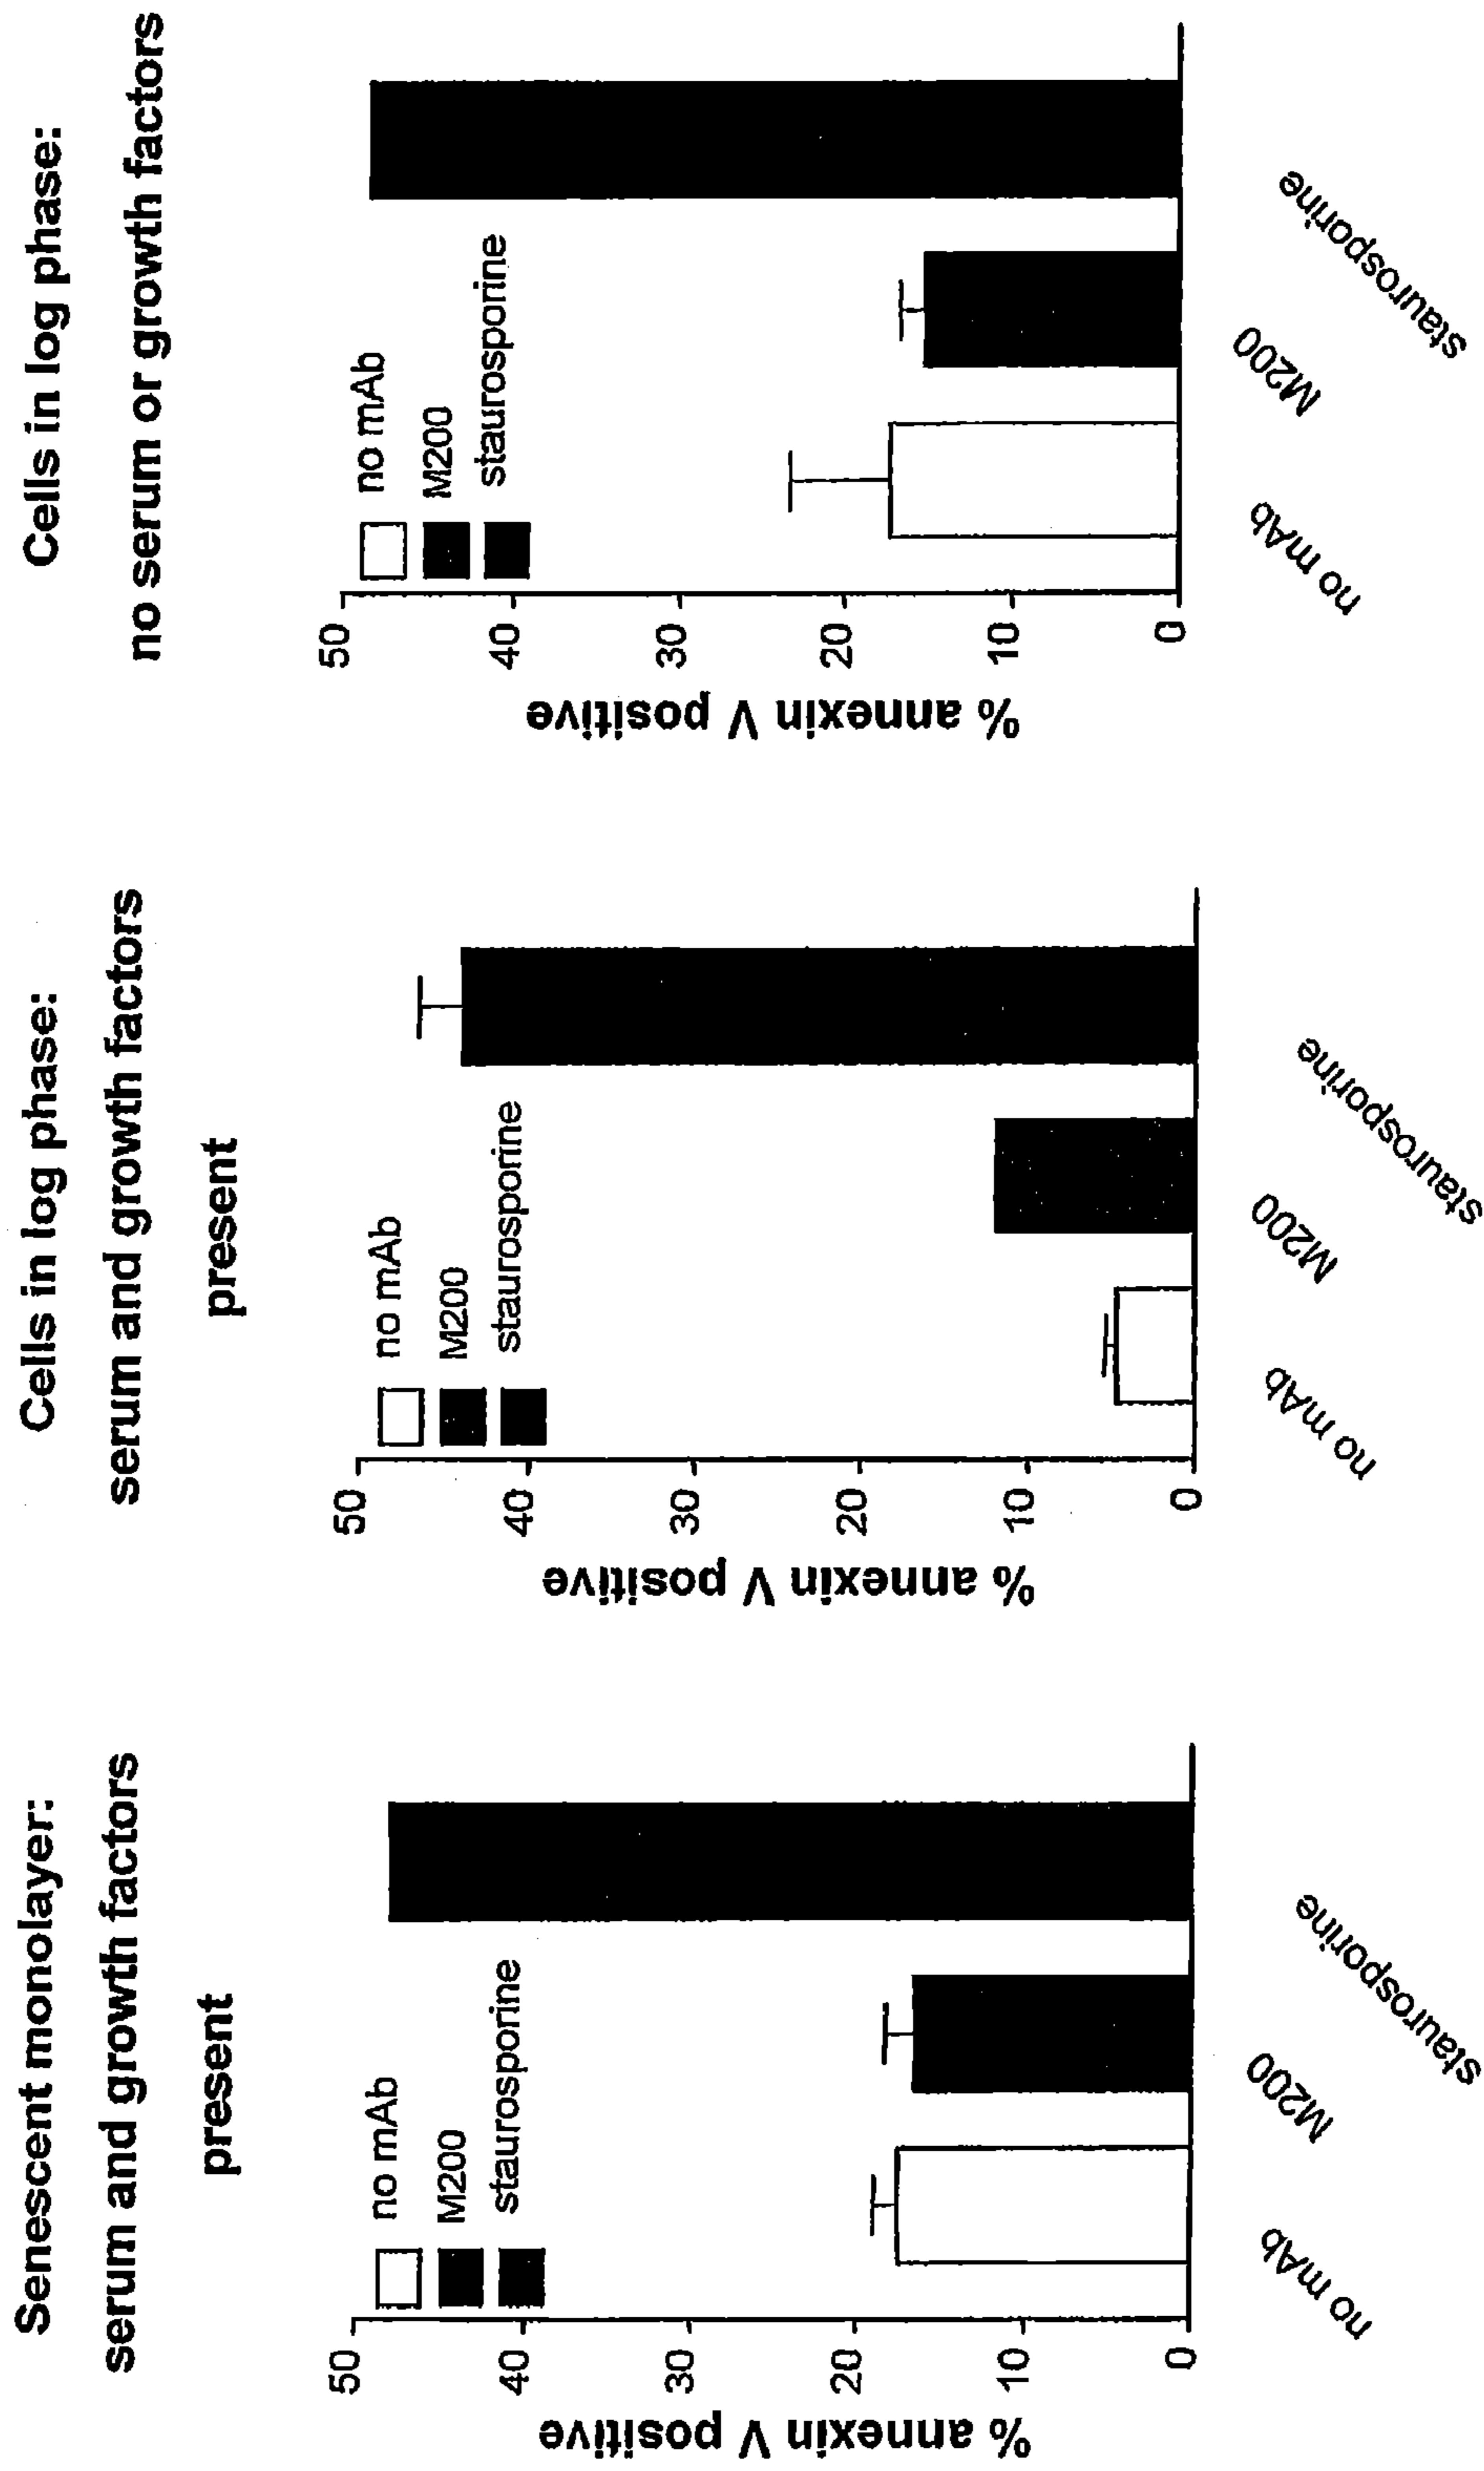 Senescent monolayer:
serum and growth factors
present
% annexin V positive
50
40
30
20
10
0
no mAb
M200
staurosporine
no mAb
M200
staurosporine
Cells in log phase:
serum and growth factors
present
% annexin V positive
50
40
30
20
10
0
no mAb
M200
staurosporine
no mAb
M200
staurosporine
Cells in log phase:
no serum or growth factors
% annexin V positive
50
40
30
20
10
0
no mAb
M200
staurosporine
no mAb
M200
staurosporine